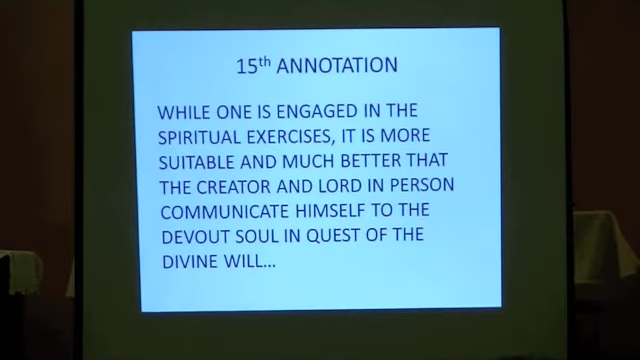 15th ANNOTATION
WHILE ONE IS ENGAGED IN THE
SPIRITUAL EXERCISES, IT IS MORE
SUITABLE AND MUCH BETTER THAT
THE CREATOR AND LORD IN PERSON
COMMUNICATE HIMSELF TO THE
DEVOUT SOUL IN QUEST OF THE
DIVINE WILL...